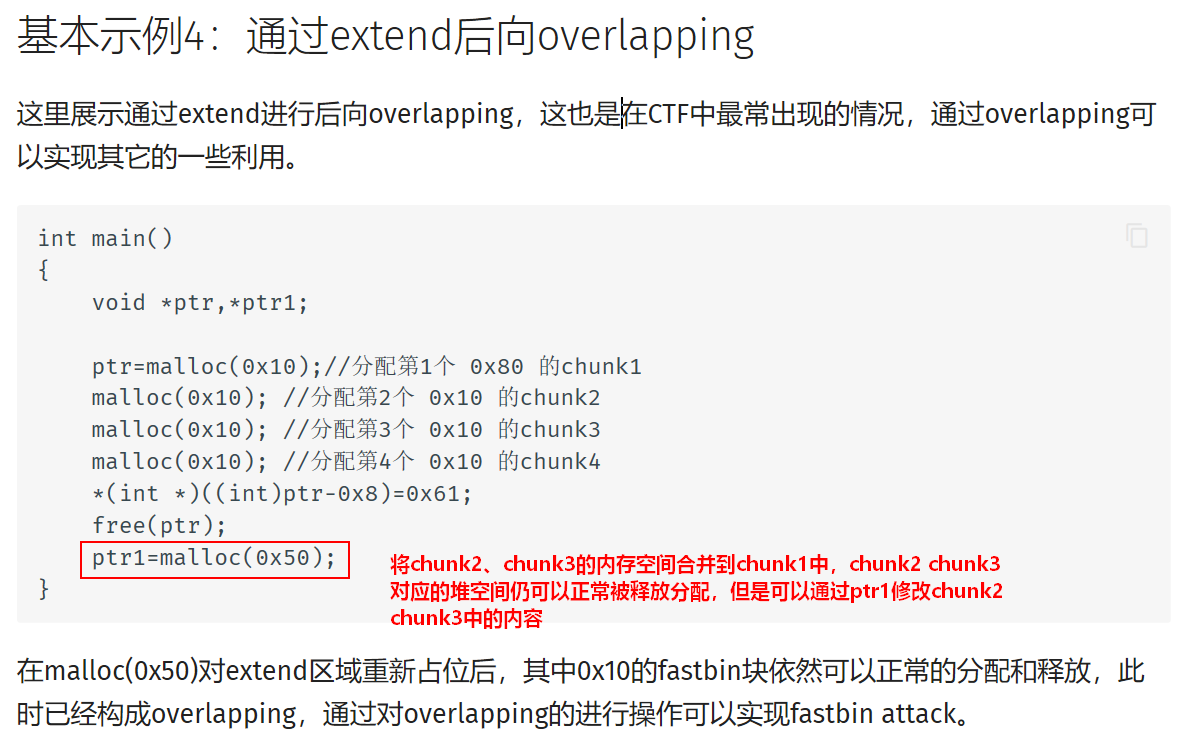 基本示例4：通过extend后向overlapping
这里展示通过extend进行后向overlapping，这也是在CTF中最常出现的情况，通过overlapping可
以实现其它的一些利用。
int main()
{
    void *ptr,*ptr1;
    ptr=malloc(0x10);//分配第1个 0x80 的chunk1
    malloc(0x10); //分配第2个 0x10 的chunk2
    malloc(0x10); //分配第3个 0x10 的chunk3
    malloc(0x10); //分配第4个 0x10 的chunk4
    *(int *)((int)ptr-0x8)=0x61;
    free(ptr);
    ptr1=malloc(0x50);
}
将chunk2、chunk3的内存空间合并到chunk1中，chunk2 chunk3
对应的堆空间仍可以正常被释放分配，但是可以通过ptr1修改chunk2
chunk3中的内容
在malloc(0x50)对extend区域重新占位后，其中0x10的fastbin块依然可以正常的分配和释放，此
时已经构成overlapping，通过对overlapping的进行操作可以实现fastbin attack。